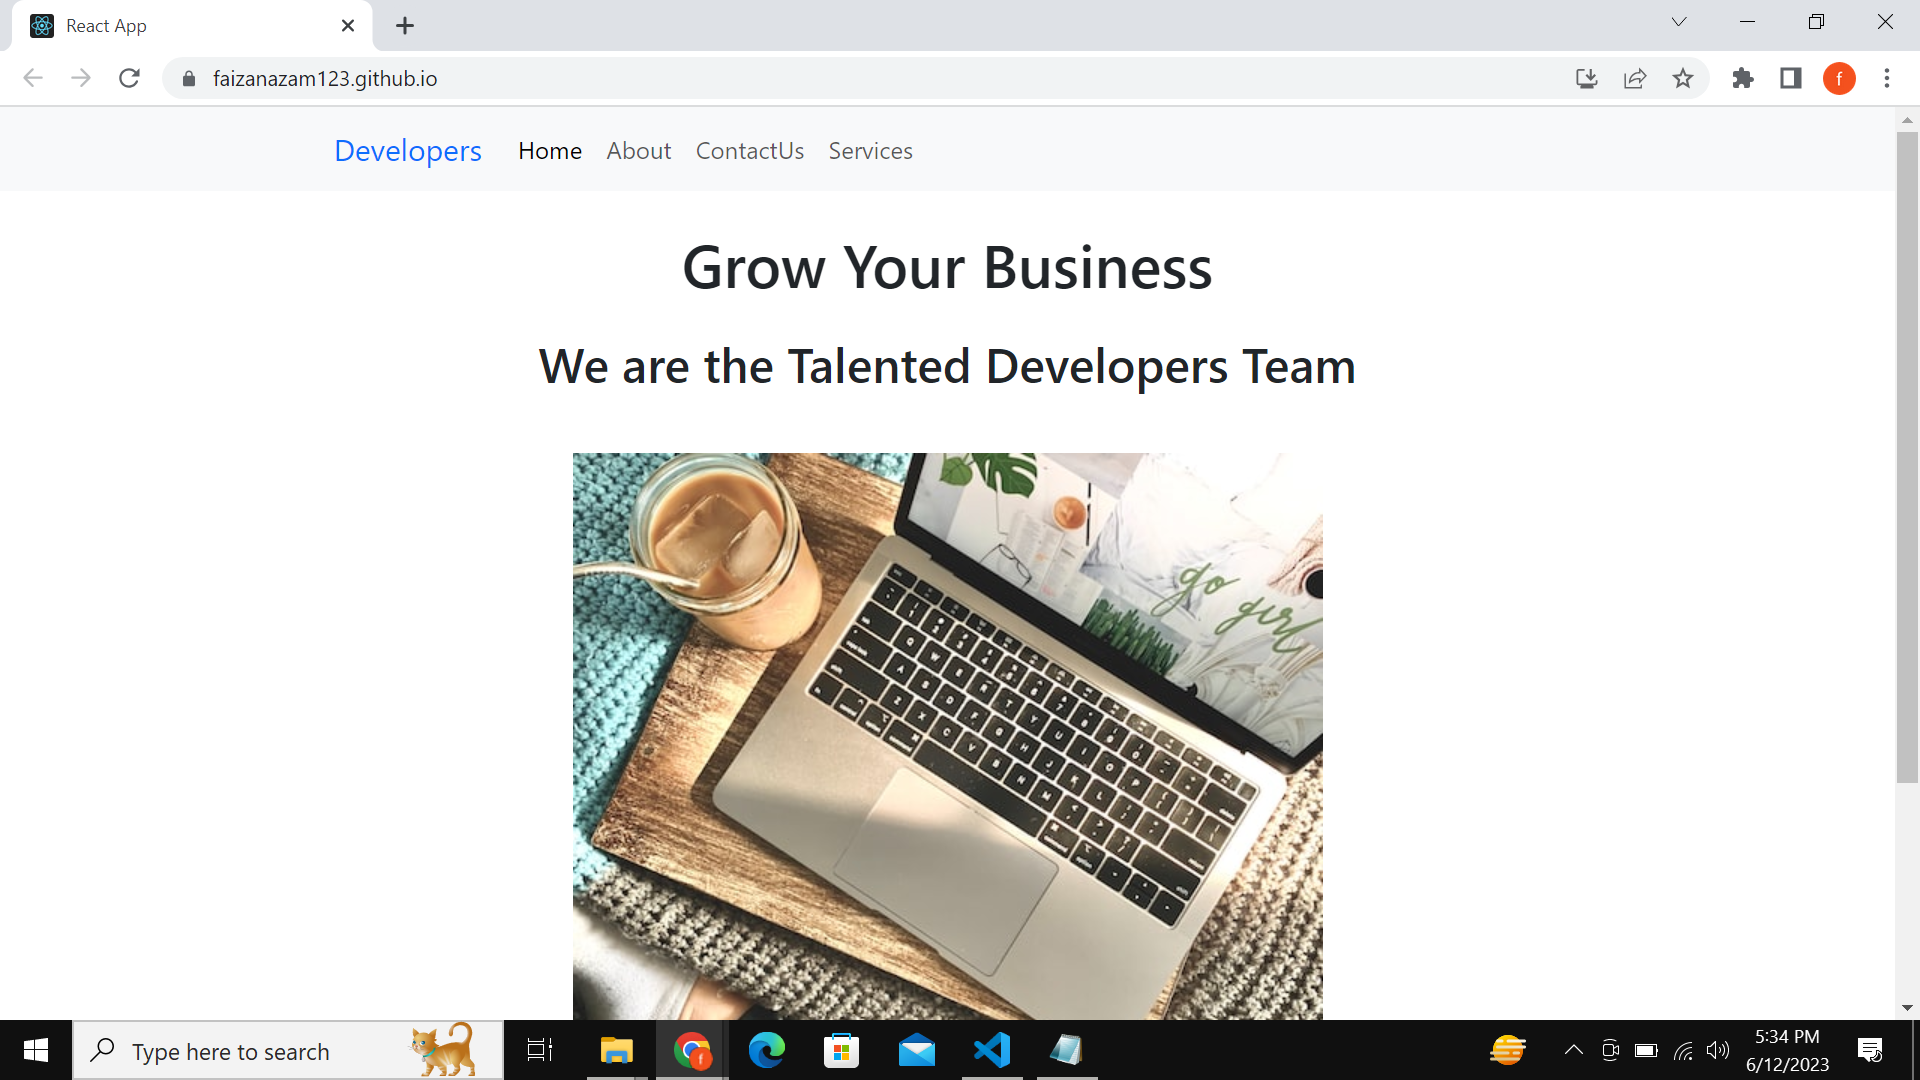 React App
faizanazam123.github.io
f
Developers Home About ContactUs Services
Grow Your Business
We are the Talented Developers Team
go girl
Type here to search
f
5:34 PM
6/12/2023